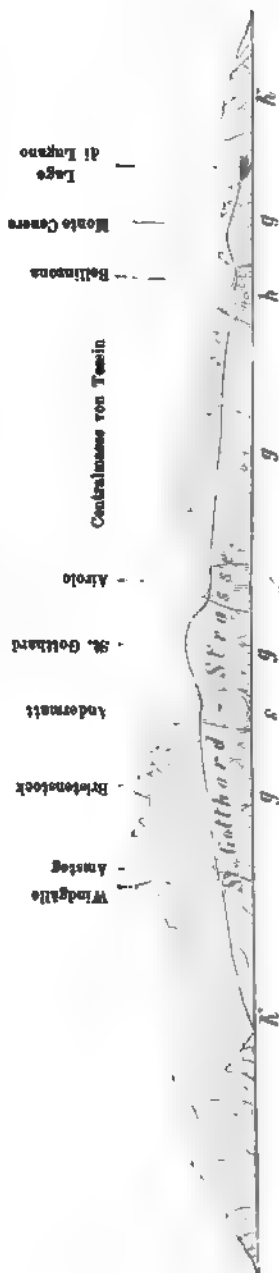 Windgälle
Amsteg
Bristenstock
Andermatt
St. Gotthard
Airolo
Centralmasse von Tessin
Bellinzona
Monte Cenere
Lago
di Lugano
St. Gotthard-Strasse
K g s g g h g k